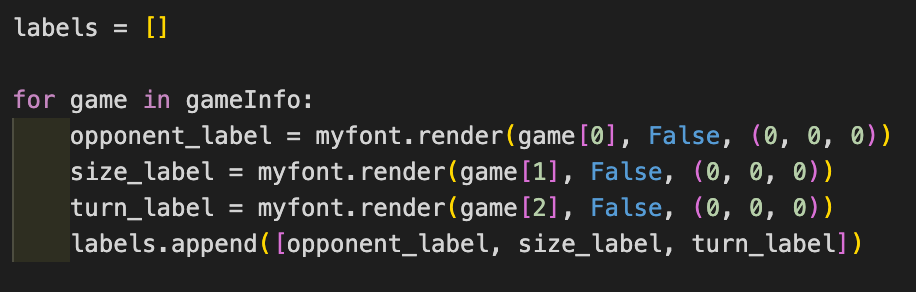 labels = []

for game in gameInfo:
    opponent_label = myfont.render(game[0], False, (0, 0, 0))
    size_label = myfont.render(game[1], False, (0, 0, 0))
    turn_label = myfont.render(game[2], False, (0, 0, 0))
    labels.append([opponent_label, size_label, turn_label])